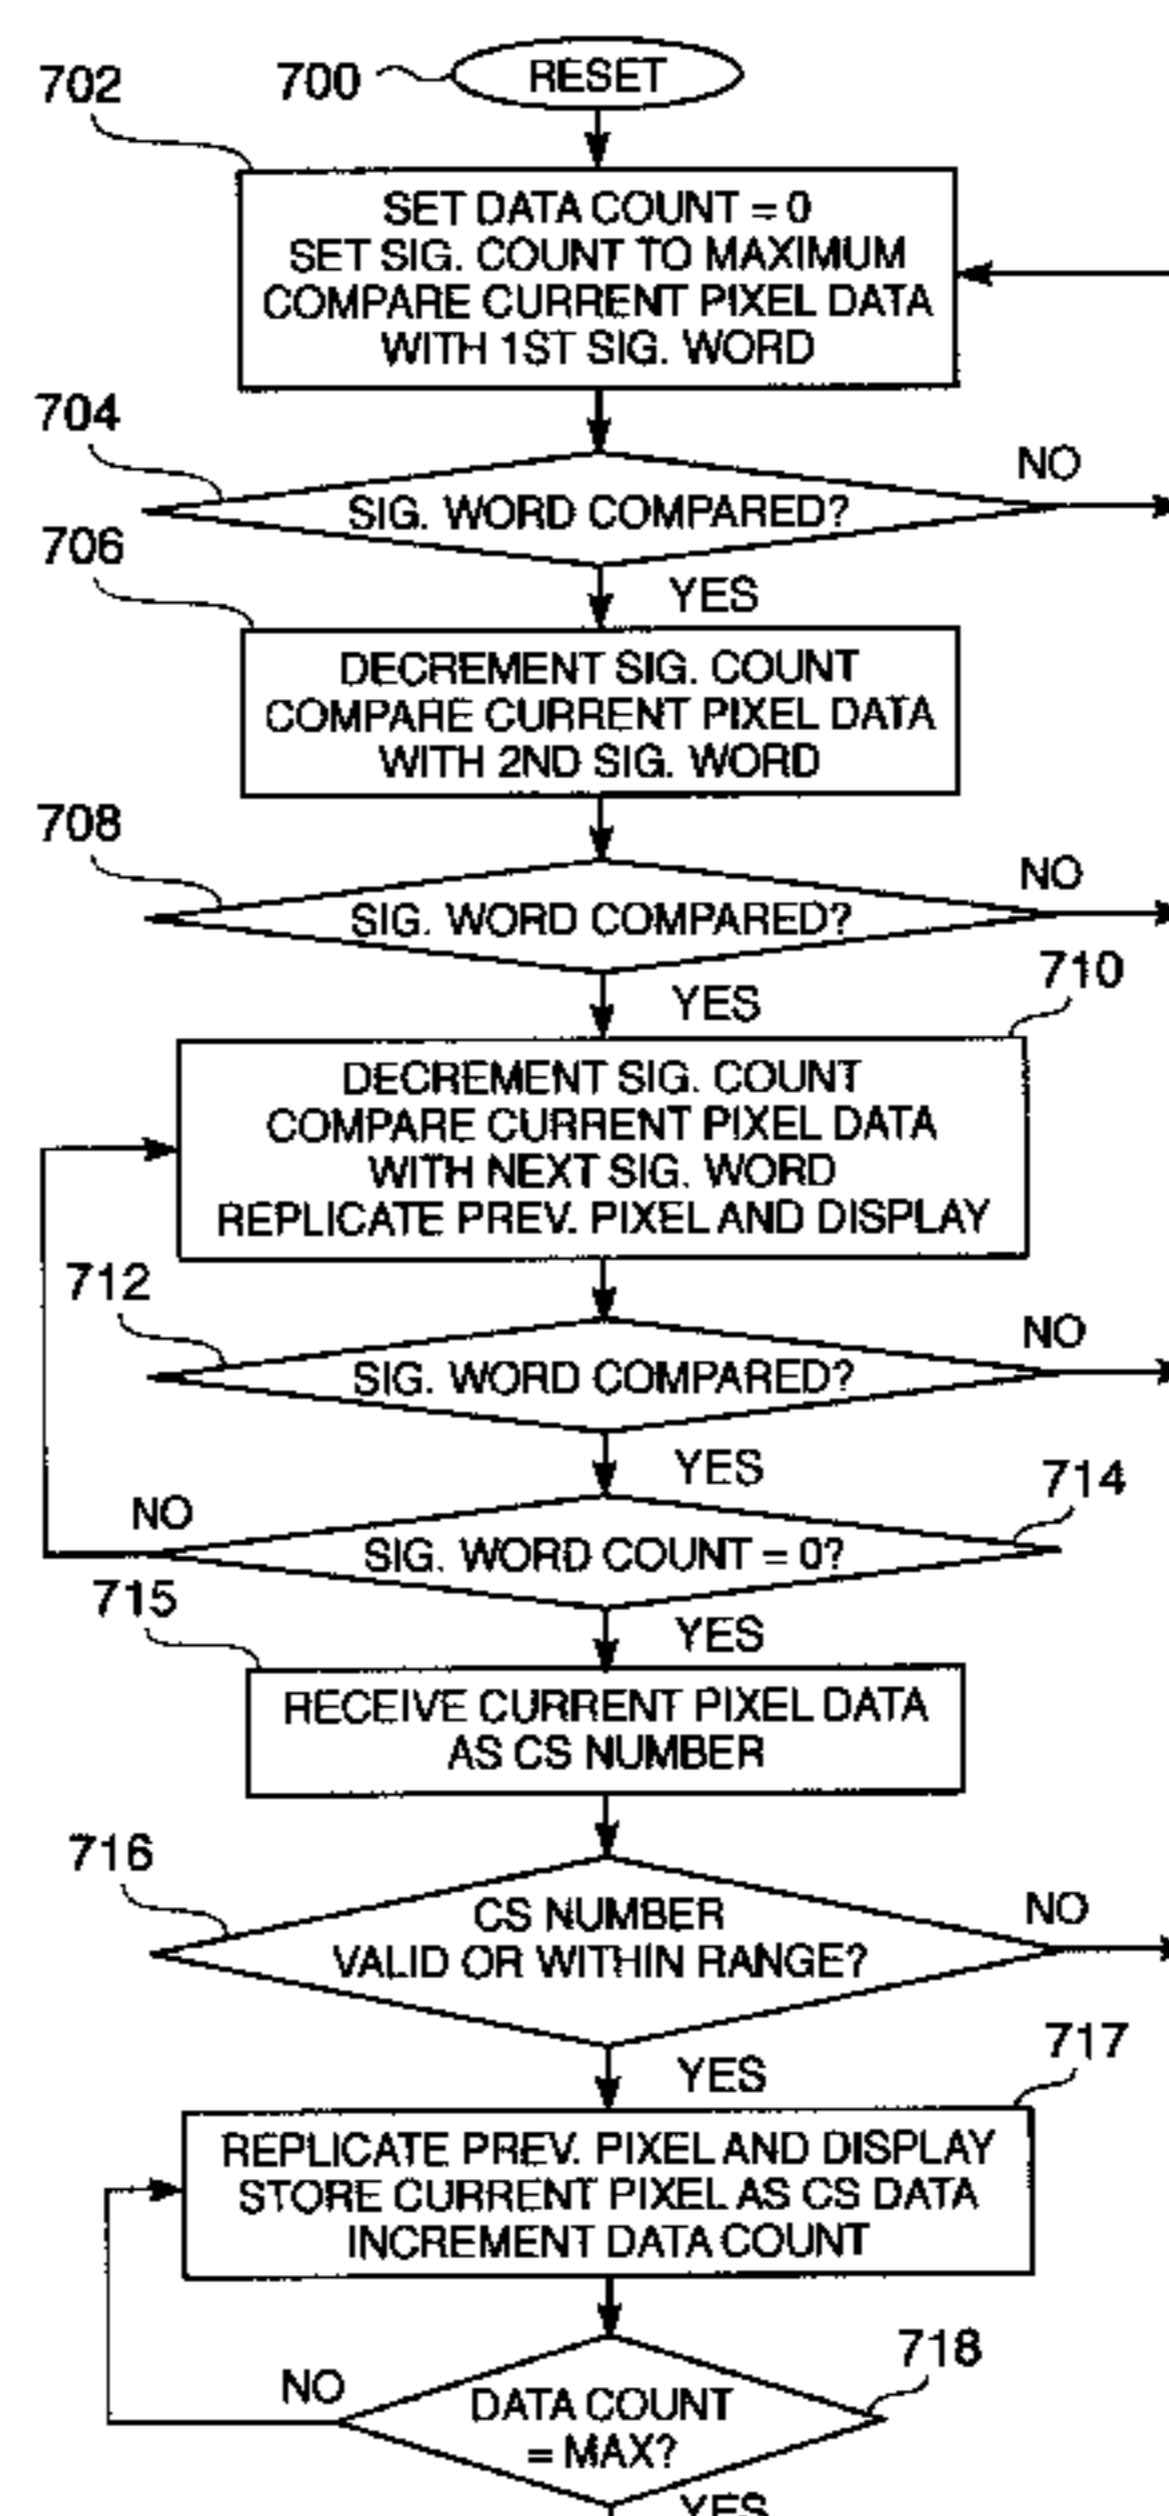 700
RESET
702
SET DATA COUNT = 0
SET SIG. COUNT TO MAXIMUM
COMPARE CURRENT PIXEL DATA
WITH 1ST SIG. WORD
704
NO
SIG. WORD COMPARED?
706
YES
DECREMENT SIG. COUNT
COMPARE CURRENT PIXEL DATA
WITH 2ND SIG. WORD
708
NO
SIG. WORD COMPARED?
710
YES
DECREMENT SIG. COUNT
COMPARE CURRENT PIXEL DATA
WITH NEXT SIG. WORD
REPLICATE PREV. PIXEL AND DISPLAY
712
NO
SIG. WORD COMPARED?
YES
714
NO
SIG. WORD COUNT = 0?
715
YES
RECEIVE CURRENT PIXEL DATA
AS CS NUMBER
716
NO
CS NUMBER
VALID OR WITHIN RANGE?
717
YES
REPLICATE PREV. PIXEL AND DISPLAY
STORE CURRENT PIXEL AS CS DATA
INCREMENT DATA COUNT
718
NO
DATA COUNT
= MAX?
YES